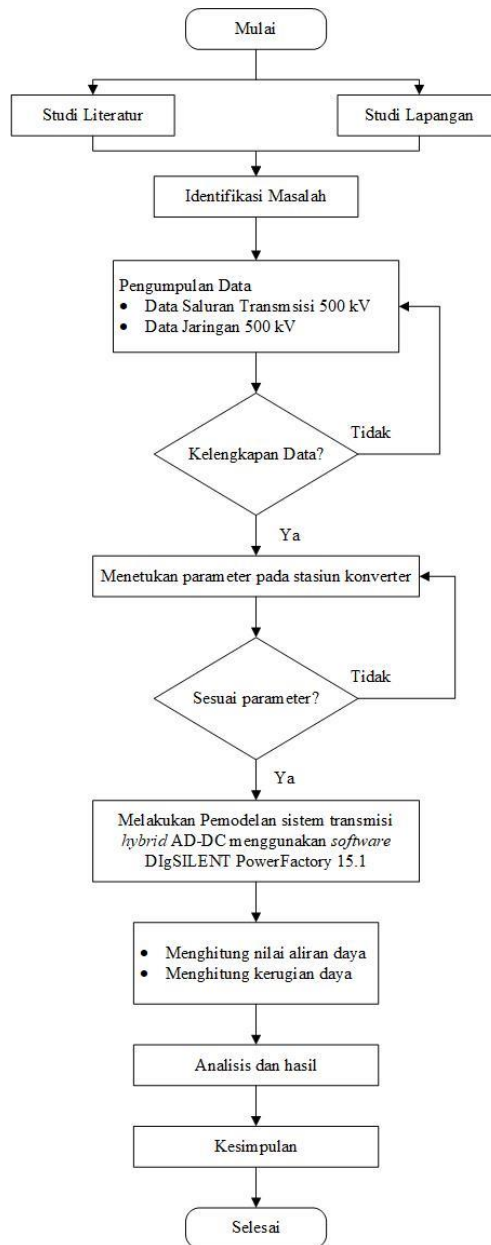 Mulai
Studi Literatur
Studi Lapangan
Identifikasi Masalah
Pengumpulan Data
• Data Saluran Transmsisi 500 kV
• Data Jaringan 500 kV
Tidak
Kelengkapan Data?
Ya
Menetukan parameter pada stasiun konverter
Tidak
Sesuai parameter?
Ya
Melakukan Pemodelan sistem transmisi
hybrid AD-DC menggunakan software
DIgSILENT PowerFactory 15.1
• Menghitung nilai aliran daya
• Menghitung kerugian daya
Analisis dan hasil
Kesimpulan
Selesai